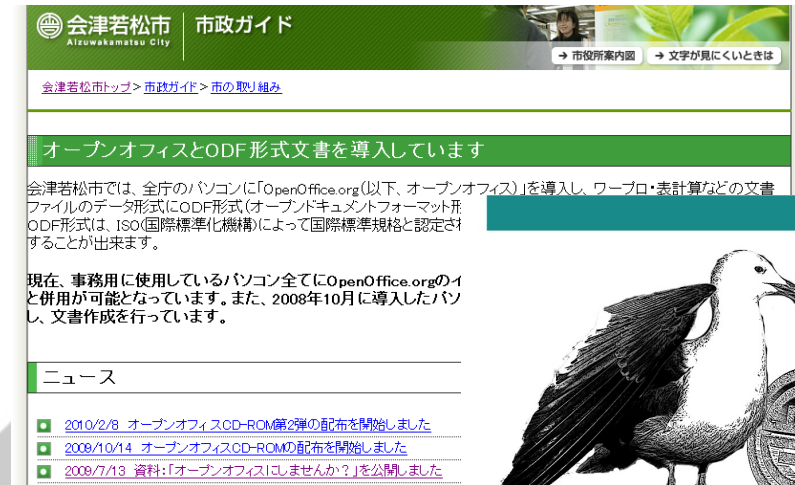 会津若松市 市政ガイド
Aizuwakamatsu City
→ 市役所案内図 → 文字が見にくいときは
会津若松市トップ > 市政ガイド > 市の取り組み
オープンオフィスとODF形式文書を導入しています
会津若松市では、全庁のパソコンに「OpenOffice.org(以下、オープンオフィス)」を導入し、ワープロ・表計算などの文書
ファイルのデータ形式にODF形式(オープンドキュメントフォーマット形
ODF形式は、ISO(国際標準化機構)によって国際標準規格と認定さ
することが出来ます。
現在、事務用に使用しているパソコン全てにOpenOffice.orgのイ
と併用が可能となっています。また、2008年10月に導入したパソ
し、文書作成を行っています。
ニュース
2010/2/8 オープンオフィスCD-ROM第2弾の配布を開始しました
2009/10/14 オープンオフィスCD-ROMの配布を開始しました
2009/7/13 資料:「オープンオフィスにしませんか?」を公開しました